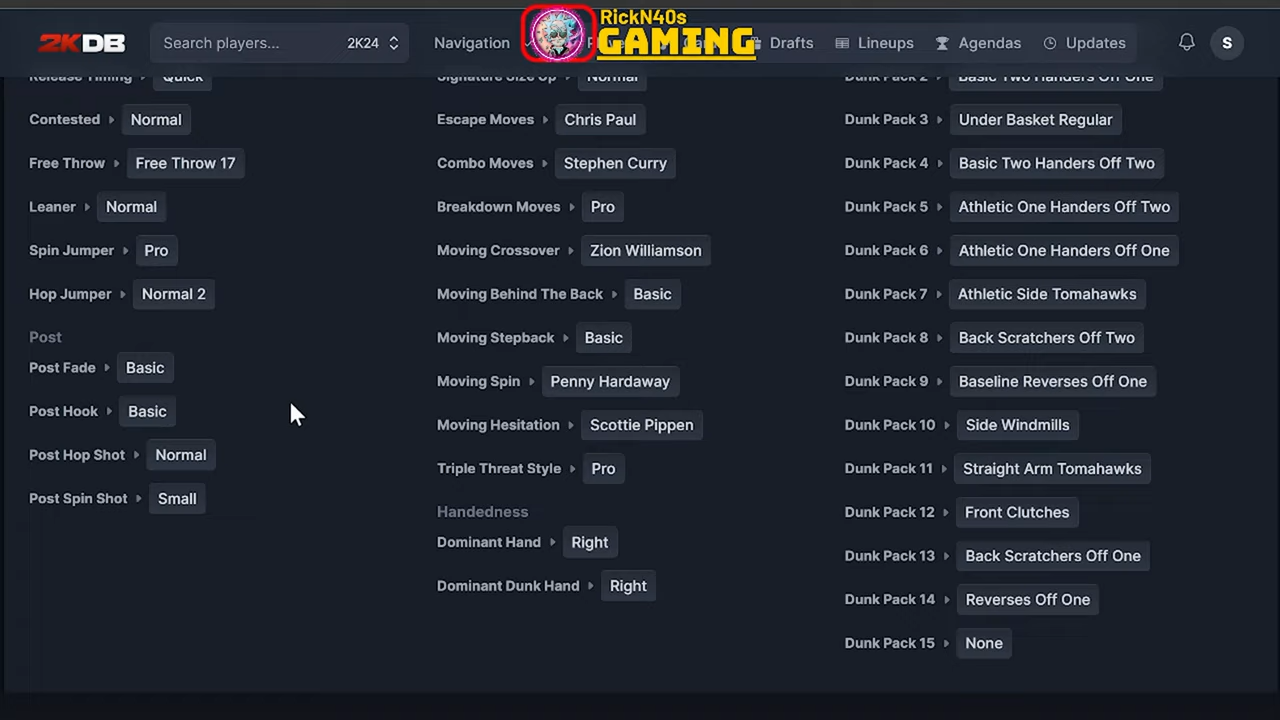 2KDB
Search players...
2K24
Navigation
RickN40s
GAMING
Drafts
Lineups
Agendas
Updates
S
Release Timing
Quick
Contested
Normal
Free Throw
Free Throw 17
Leaner
Normal
Spin Jumper
Pro
Hop Jumper
Normal 2
Post
Post Fade
Basic
Post Hook
Basic
Post Hop Shot
Normal
Post Spin Shot
Small
Signature Size Up
Normal
Escape Moves
Chris Paul
Combo Moves
Stephen Curry
Breakdown Moves
Pro
Moving Crossover
Zion Williamson
Moving Behind The Back
Basic
Moving Stepback
Basic
Moving Spin
Penny Hardaway
Moving Hesitation
Scottie Pippen
Triple Threat Style
Pro
Handedness
Dominant Hand
Right
Dominant Dunk Hand
Right
Dunk Pack 2
Basic Two Handers Off One
Dunk Pack 3
Under Basket Regular
Dunk Pack 4
Basic Two Handers Off Two
Dunk Pack 5
Athletic One Handers Off Two
Dunk Pack 6
Athletic One Handers Off One
Dunk Pack 7
Athletic Side Tomahawks
Dunk Pack 8
Back Scratchers Off Two
Dunk Pack 9
Baseline Reverses Off One
Dunk Pack 10
Side Windmills
Dunk Pack 11
Straight Arm Tomahawks
Dunk Pack 12
Front Clutches
Dunk Pack 13
Back Scratchers Off One
Dunk Pack 14
Reverses Off One
Dunk Pack 15
None